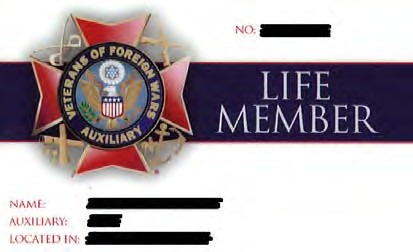 NO:
VETERANS OF FOREIGN WARS
AUXILIARY
LIFE
MEMBER
NAME:
AUXILIARY:
LOCATED IN: